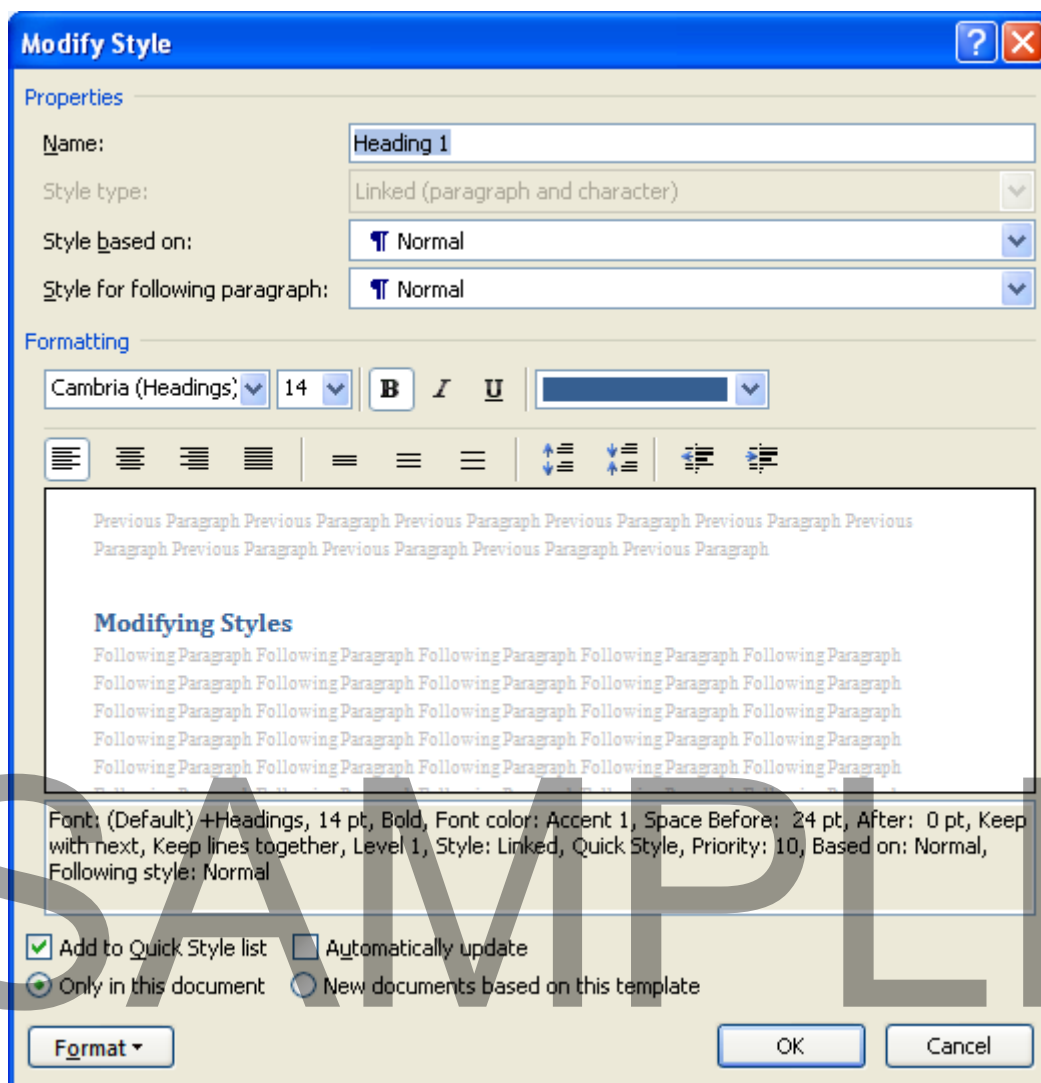 Modify Style
Properties
Name:
Heading 1
Style type:
Linked (paragraph and character)
Style based on:
¶ Normal
Style for following paragraph:
¶ Normal
Formatting
Cambria (Headings) 14 B I U
Previous Paragraph Previous Paragraph Previous Paragraph Previous Paragraph Previous Paragraph Previous
Paragraph Previous Paragraph Previous Paragraph Previous Paragraph Previous Paragraph
Modifying Styles
Following Paragraph Following Paragraph Following Paragraph Following Paragraph Following Paragraph
Following Paragraph Following Paragraph Following Paragraph Following Paragraph Following Paragraph
Following Paragraph Following Paragraph Following Paragraph Following Paragraph Following Paragraph
Following Paragraph Following Paragraph Following Paragraph Following Paragraph Following Paragraph
Following Paragraph Following Paragraph Following Paragraph Following Paragraph Following Paragraph
Font: (Default) +Headings, 14 pt, Bold, Font color: Accent 1, Space Before: 24 pt, After: 0 pt, Keep
with next, Keep lines together, Level 1, Style: Linked, Quick Style, Priority: 10, Based on: Normal,
Following style: Normal
SAMPL
Add to Quick Style list Automatically update
Only in this document New documents based on this template
Format OK Cancel